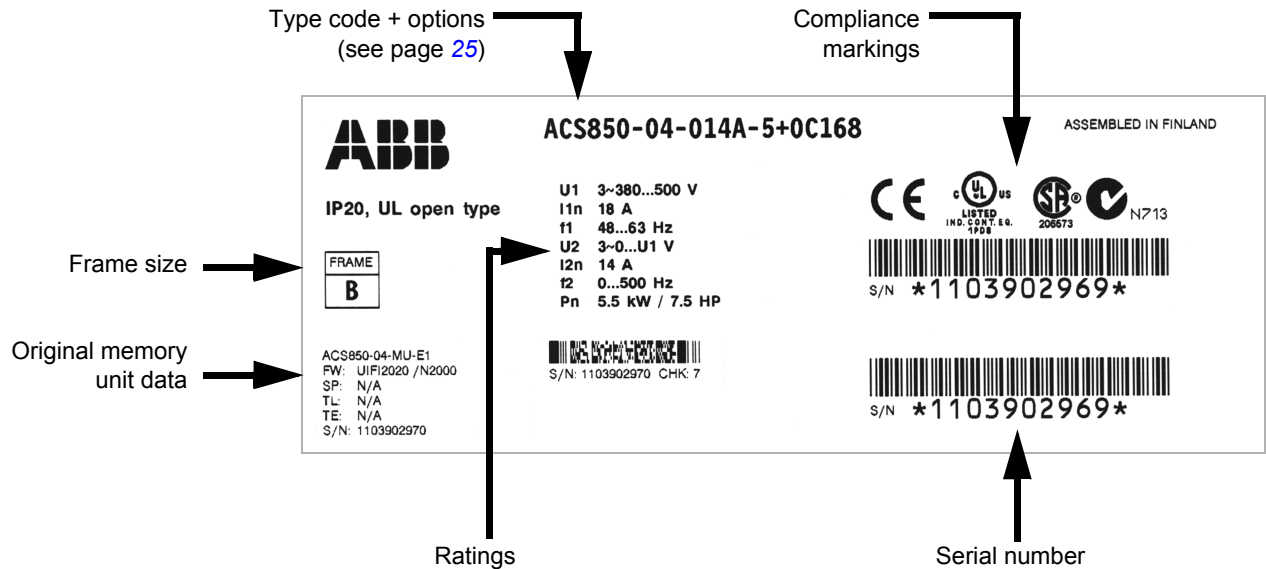 Type code + options
(see page 25)
Compliance
markings
ABB
ACS850-04-014A-5+0C168
ASSEMBLED IN FINLAND
IP20, UL open type
U1 3~380...500 V
I1n 18 A
f1 48...63 Hz
U2 3~0...U1 V
I2n 14 A
f2 0...500 Hz
Pn 5.5 kW / 7.5 HP
CE
C UL US
LISTED
IND. CONT. EQ.
1PD8
SA ®
206573
N713
Frame size
FRAME
B
S/N *1103902969*
Original memory
unit data
ACS850-04-MU-E1
FW: UIFI2020 /N2000
SP: N/A
TL: N/A
TE: N/A
S/N: 1103902970
S/N: 1103902970 CHK: 7
S/N *1103902969*
Ratings
Serial number